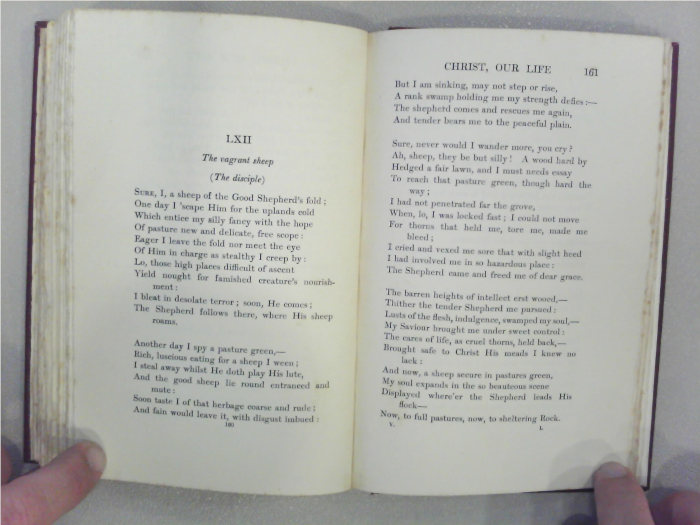 LXII
The vagrant sheep
(The disciple)
SURE, I, a sheep of the Good Shepherd's fold;
One day I 'scape Him for the uplands cold
Which entice my silly fancy with the hope
Of pasture new and delicate, free scope:
Eager I leave the fold nor meet the eye
Of Him in charge as stealthy I creep by:
Lo, those high places difficult of ascent
Yield nought for famished creature's nourish-
ment:
I bleat in desolate terror; soon, He comes;
The Shepherd follows there, where His sheep
roams.
Another day I spy a pasture green,—
Rich, luscious eating for a sheep I ween;
I steal away whilst He doth play His lute,
And the good sheep lie round entranced and
mute:
Soon taste I of that herbage coarse and rude;
And fain would leave it, with disgust imbued:
160
CHRIST, OUR LIFE 161
But I am sinking, may not step or rise,
A rank swamp holding me my strength defies:—
The shepherd comes and rescues me again,
And tender bears me to the peaceful plain.
Sure, never would I wander more, you cry?
Ah, sheep, they be but silly! A wood hard by
Hedged a fair lawn, and I must needs essay
To reach that pasture green, though hard the
way;
I had not penetrated far the grove,
When, lo, I was locked fast; I could not move
For thorns that held me, tore me, made me
bleed;
I cried and vexed me sore that with slight heed
I had involved me in so hazardous place:
The Shepherd came and freed me of dear grace.
The barren heights of intellect erst wooed,—
Thither the tender Shepherd me pursued:
Lusts of the flesh, indulgence, swamped my soul,—
My Saviour brought me under sweet control:
The cares of life, as cruel thorns, held back,—
Brought safe to Christ His meads I knew no
lack:
And now, a sheep secure in pastures green,
My soul expands in the so beauteous scene
Displayed where'er the Shepherd leads His
flock—
Now, to full pastures, now, to sheltering Rock.
V. L